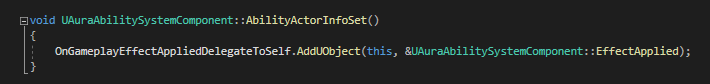 void UAuraAbilitySystemComponent::AbilityActorInfoSet()
{
OnGameplayEffectAppliedDelegateToSelf.AddUObject(this, &UAuraAbilitySystemComponent::EffectApplied);
}